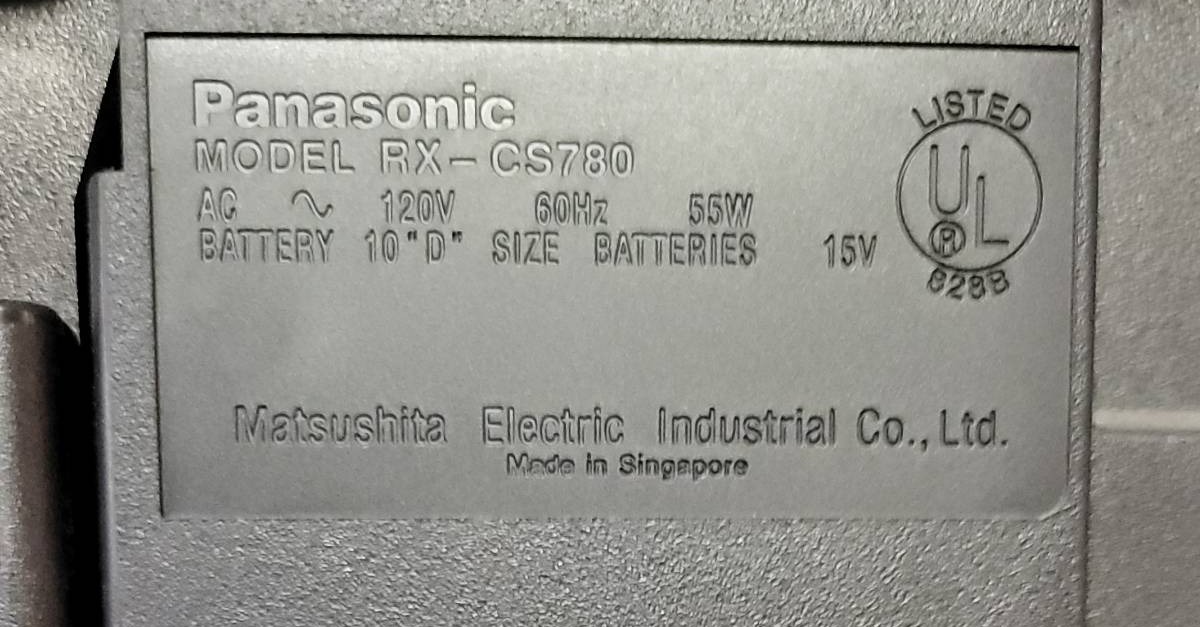 Panasonic
MODEL RX-CS780
AC ∿ 120V 60Hz 55W
BATTERY 10"D" SIZE BATTERIES 15V
LISTED
UL
®
828B
Matsushita Electric Industrial Co., Ltd.
Made in Singapore